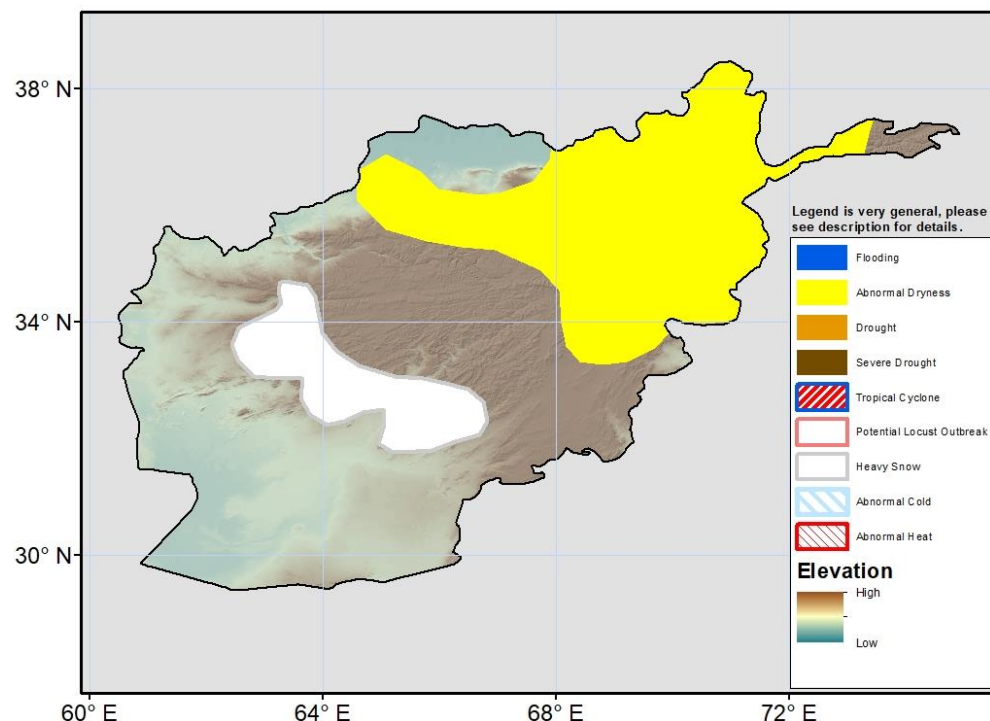 38° N
34° N
30° N
60° E
64° E
68° E
72° E
Legend is very general, please
see description for details.
Flooding
Abnormal Dryness
Drought
Severe Drought
Tropical Cyclone
Potential Locust Outbreak
Heavy Snow
Abnormal Cold
Abnormal Heat
Elevation
High
Low